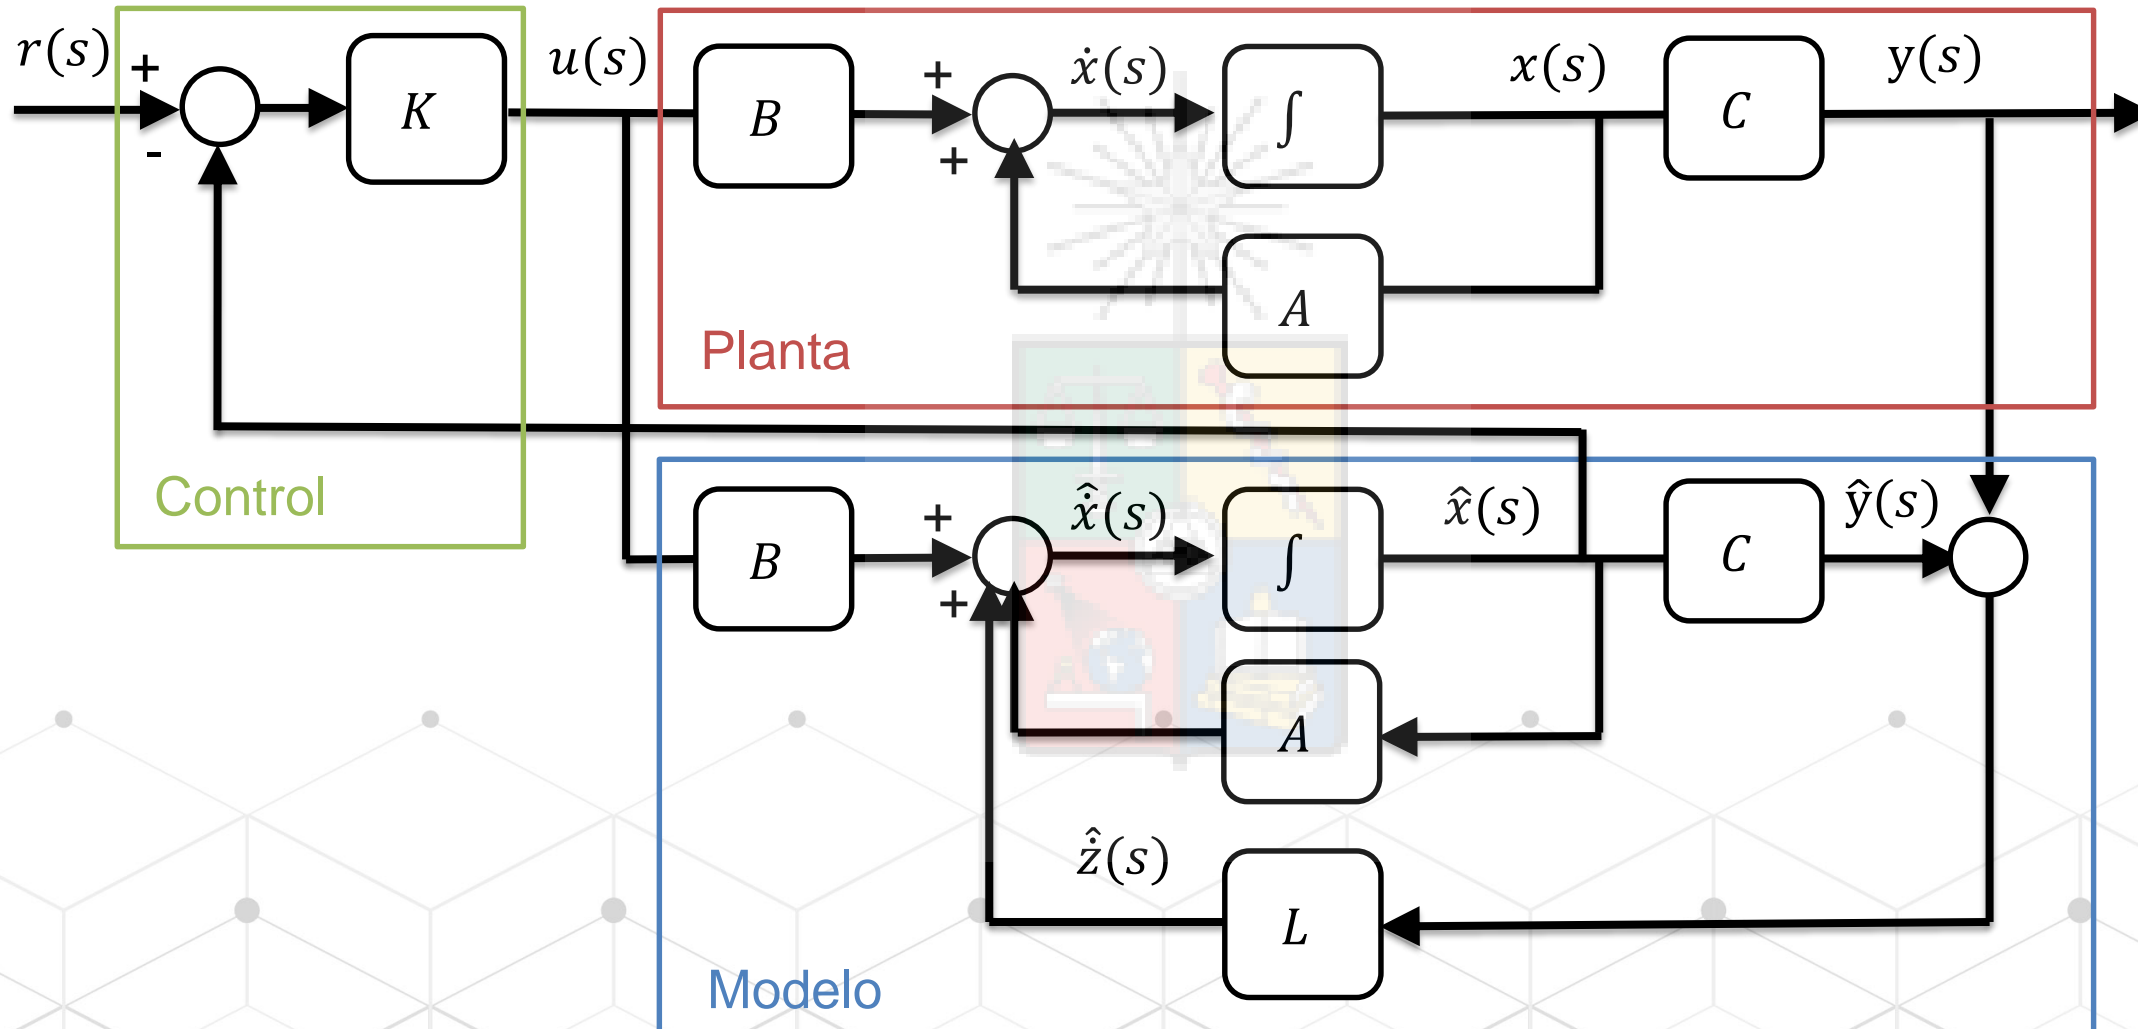 r(s)
+
-
K
u(s)
B
+
+
ẋ(s)
∫
x(s)
C
y(s)
A
Planta
Control
B
+
+
x̂̇(s)
∫
x̂(s)
C
ŷ(s)
A
ẑ̇(s)
L
Modelo